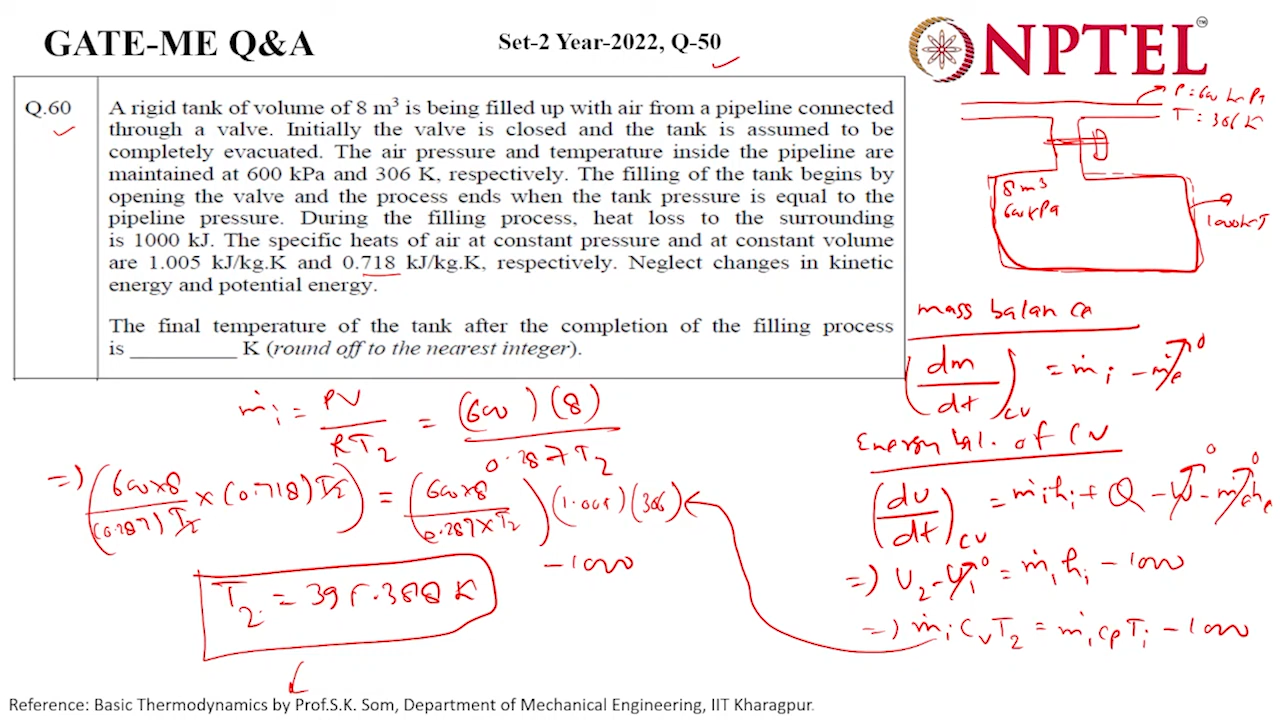 GATE-ME Q&A
Set-2 Year-2022, Q-50
NPTEL
TM
Q.60
A rigid tank of volume of 8 m³ is being filled up with air from a pipeline connected
through a valve. Initially the valve is closed and the tank is assumed to be
completely evacuated. The air pressure and temperature inside the pipeline are
maintained at 600 kPa and 306 K, respectively. The filling of the tank begins by
opening the valve and the process ends when the tank pressure is equal to the
pipeline pressure. During the filling process, heat loss to the surrounding
is 1000 kJ. The specific heats of air at constant pressure and at constant volume
are 1.005 kJ/kg.K and 0.718 kJ/kg.K, respectively. Neglect changes in kinetic
energy and potential energy.
The final temperature of the tank after the completion of the filling process
is __________ K (round off to the nearest integer).
T: 306 K
8 m³
600 kPa
1000 kJ
mass balance
(dm/dt)CV = ṁi - ṁe 0
Energy bal. of CV
(dU/dt)CV = ṁihi + Q - W 0 - ṁehe 0
=) U2 - U1 0 = ṁihi - 1000
=) ṁi Cv T2 = ṁi cp Ti - 1000
ṁi = PV/RT2 = (600)(8)/0.287 T2
=) (600×8/(0.287)T2 × (0.718)T2) = (600×8/0.287×T2)(1.005)(306)
- 1000
T2 = 395.388 K
Reference: Basic Thermodynamics by Prof.S.K. Som, Department of Mechanical Engineering, IIT Kharagpur.